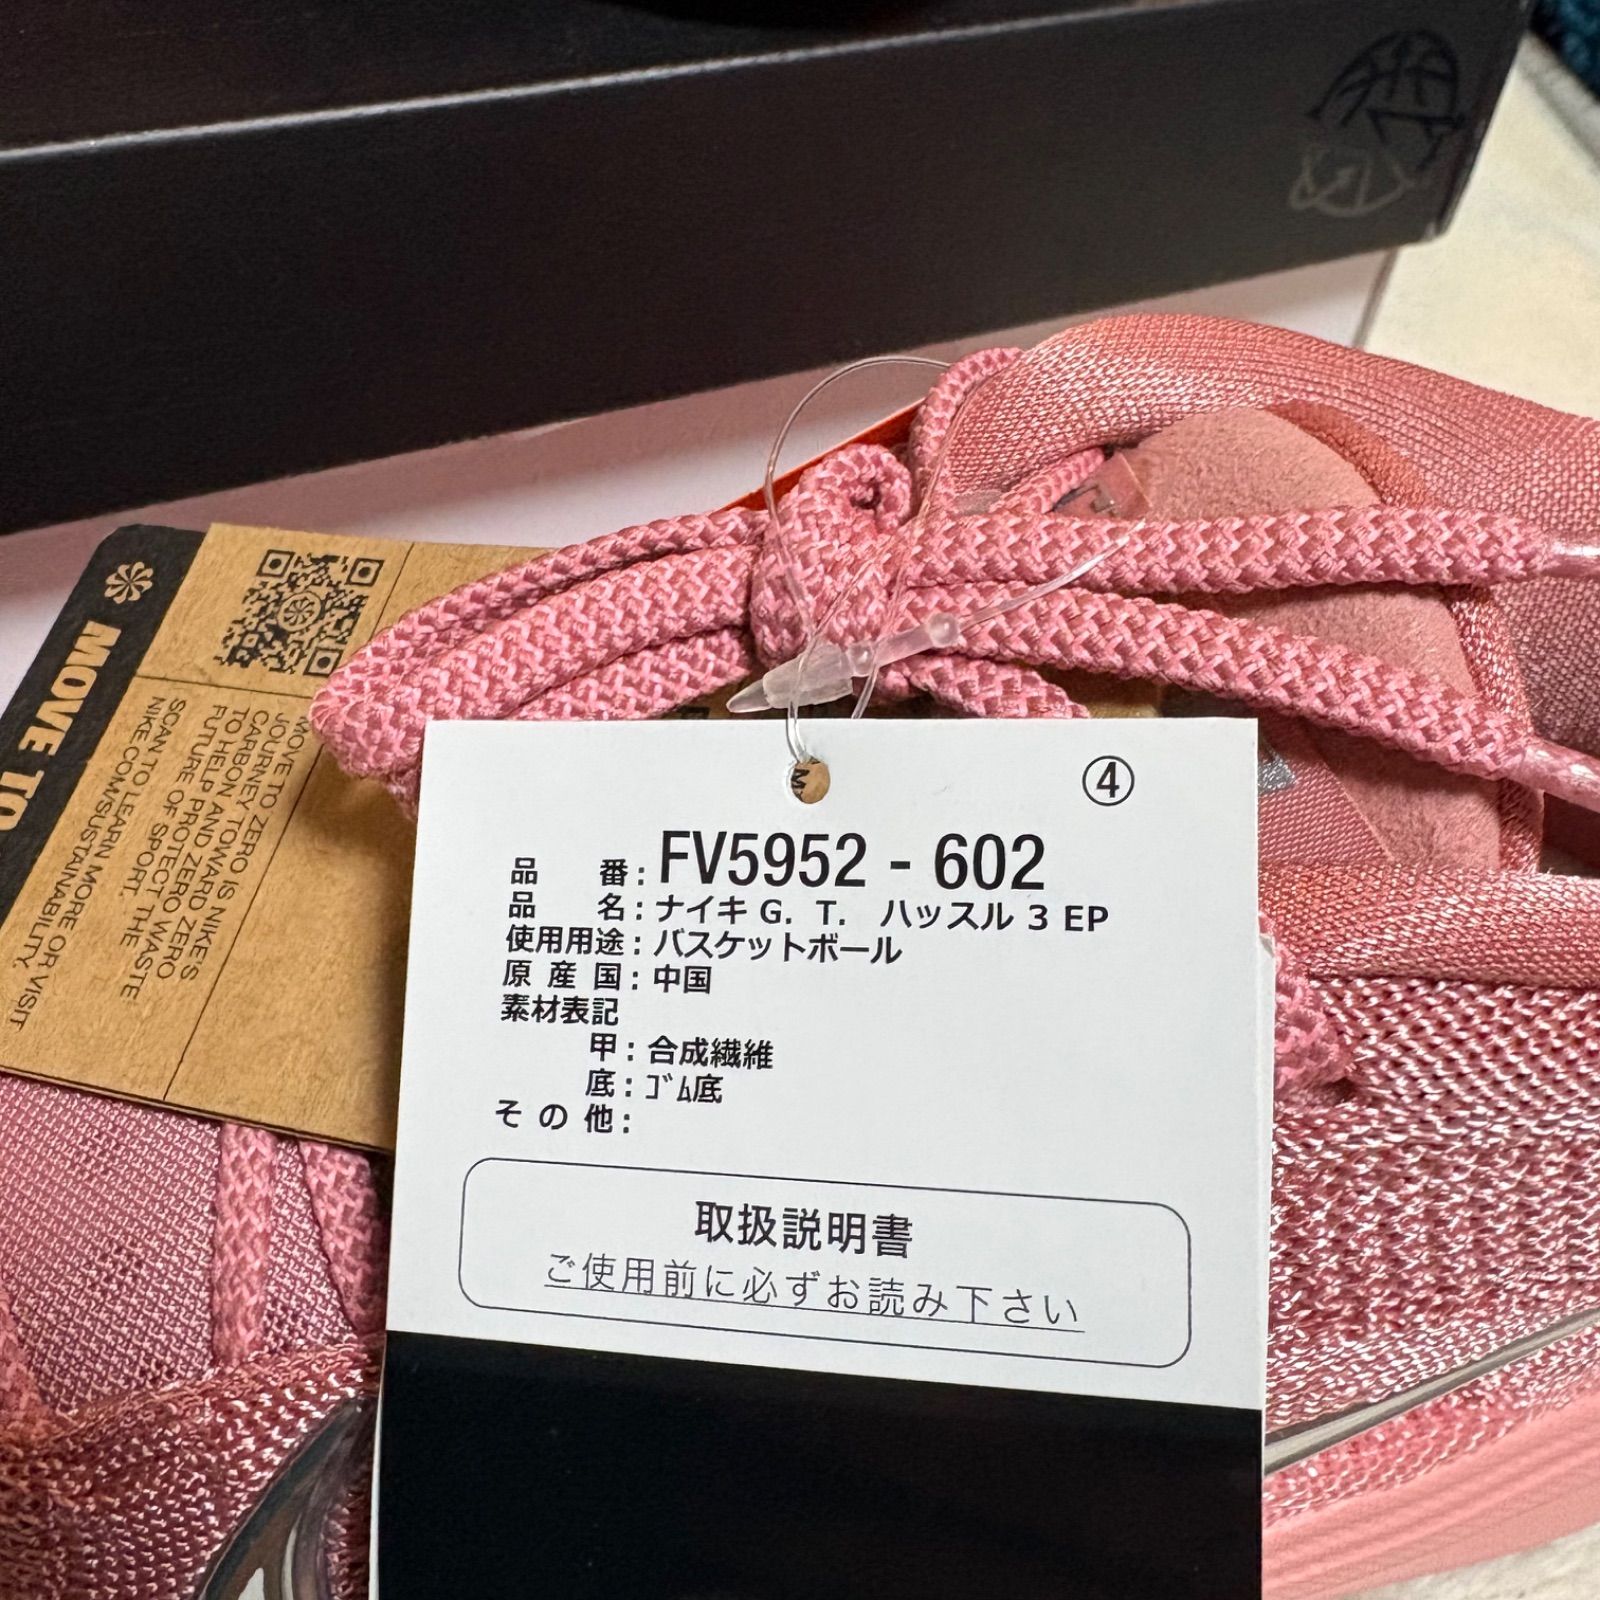 MOVE TO
MOVE TO ZERO IS NIKE'S
JOURNEY TOWARD ZERO
CARBON AND ZERO WASTE
TO HELP PROTECT THE
FUTURE OF SPORT.
SCAN TO LEARN MORE OR VISIT
NIKE.COM/SUSTAINABILITY
④
品 番: FV5952 - 602
品 名: ナイキ G. T. ハッスル 3 EP
使用用途: バスケットボール
原 産 国: 中国
素材表記
甲: 合成繊維
底: ｺﾞﾑ底
そ の 他:
取扱説明書
ご使用前に必ずお読み下さい